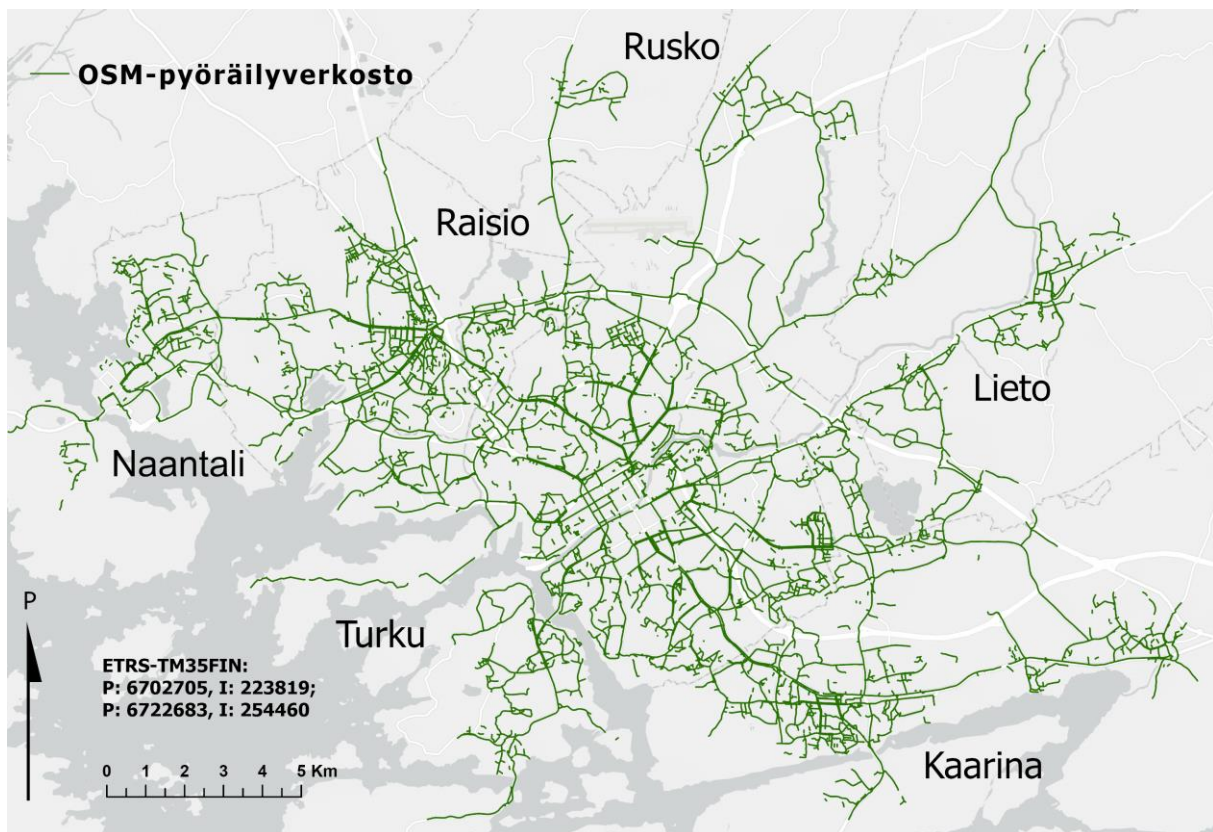 Rusko
OSM-pyöräilyverkosto
Raisio
Lieto
Naantali
P
Turku
ETRS-TM35FIN:
P: 6702705, I: 223819;
P: 6722683, I: 254460
Kaarina
0 1 2 3 4 5 Km